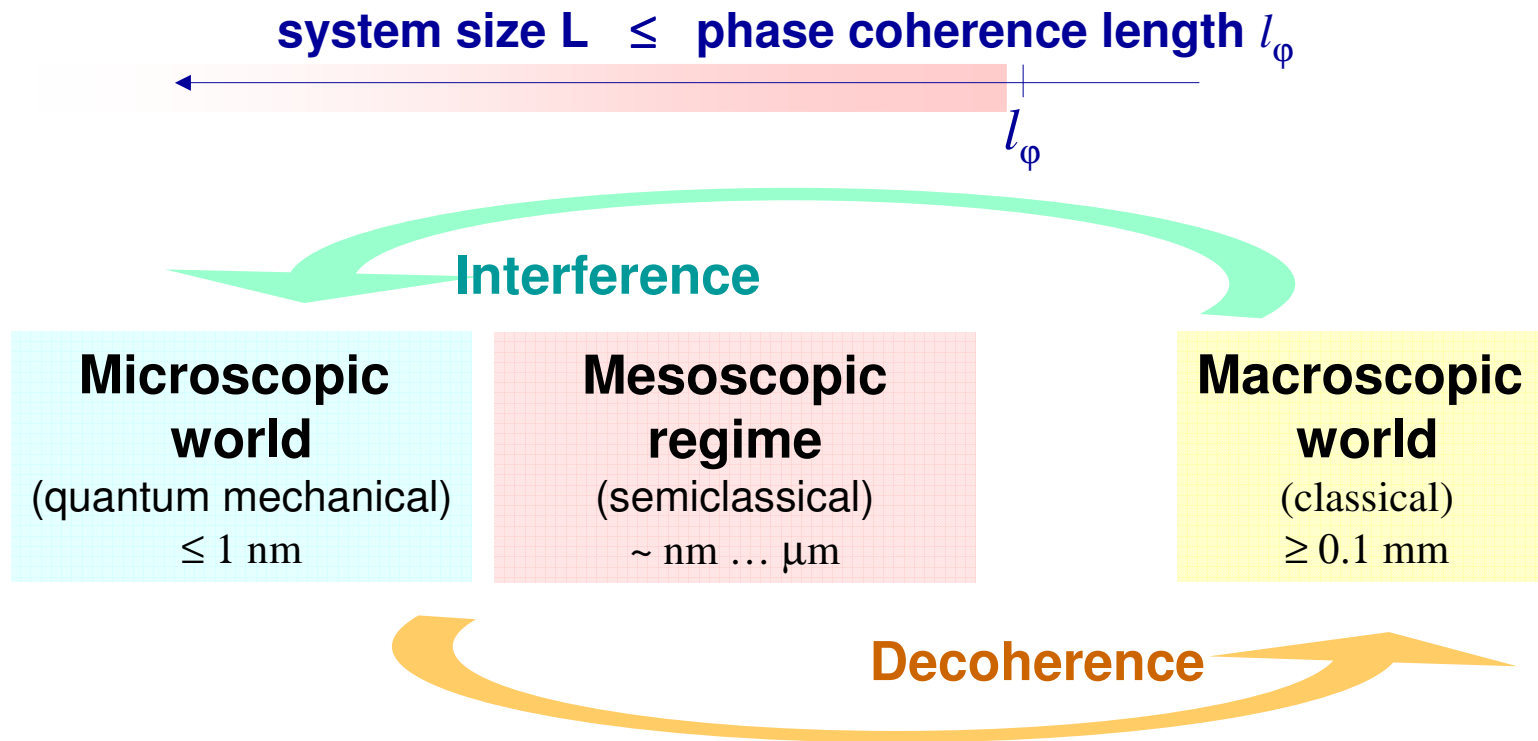 system size L ≤ phase coherence length lφ
lφ
Interference
Microscopic
world
(quantum mechanical)
≤ 1 nm
Mesoscopic
regime
(semiclassical)
~ nm … μm
Macroscopic
world
(classical)
≥ 0.1 mm
Decoherence